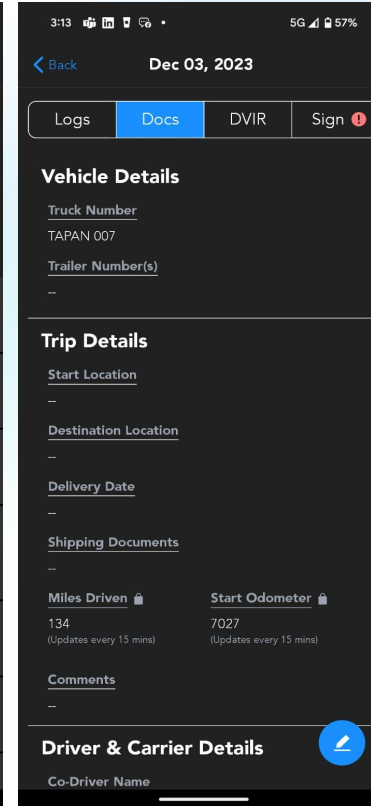 3:13 5G 57%
Back Dec 03, 2023
Logs Docs DVIR Sign
Vehicle Details
Truck Number
TAPAN 007
Trailer Number(s)
--
Trip Details
Start Location
--
Destination Location
--
Delivery Date
--
Shipping Documents
--
Miles Driven Start Odometer
134 7027
(Updates every 15 mins) (Updates every 15 mins)
Comments
--
Driver & Carrier Details
Co-Driver Name